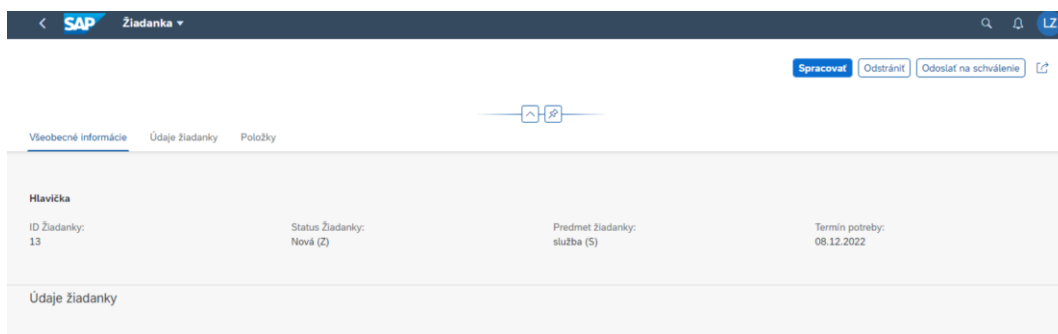 SAP Žiadanka LZ
Spracovať Odstrániť Odoslať na schválenie
Všeobecné informácie Údaje žiadanky Položky
Hlavička
ID Žiadanky: Status Žiadanky: Predmet žiadanky: Termín potreby:
13 Nová (Z) služba (S) 08.12.2022
Údaje žiadanky